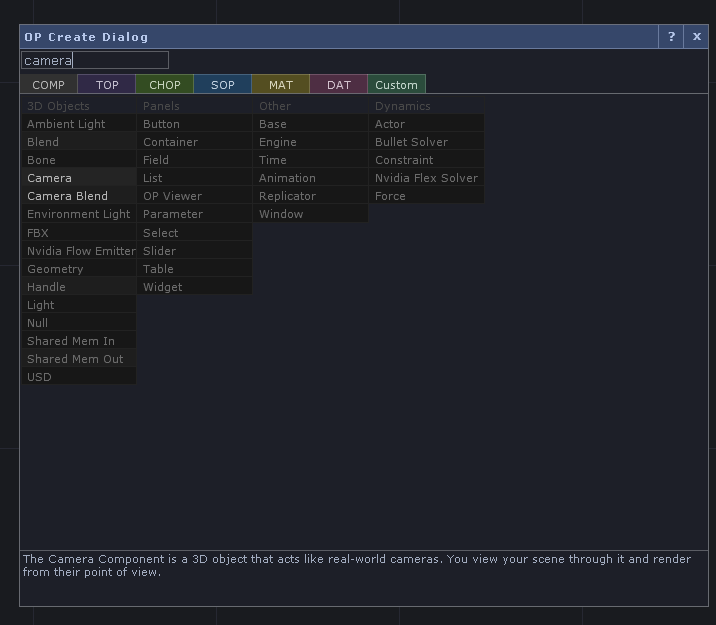 OP Create Dialog ? x
camera
COMP TOP CHOP SOP MAT DAT Custom
3D Objects Panels Other Dynamics
Ambient Light Button Base Actor
Blend Container Engine Bullet Solver
Bone Field Time Constraint
Camera List Animation Nvidia Flex Solver
Camera Blend OP Viewer Replicator Force
Environment Light Parameter Window
FBX Select
Nvidia Flow Emitter Slider
Geometry Table
Handle Widget
Light
Null
Shared Mem In
Shared Mem Out
USD
The Camera Component is a 3D object that acts like real-world cameras. You view your scene through it and render
from their point of view.